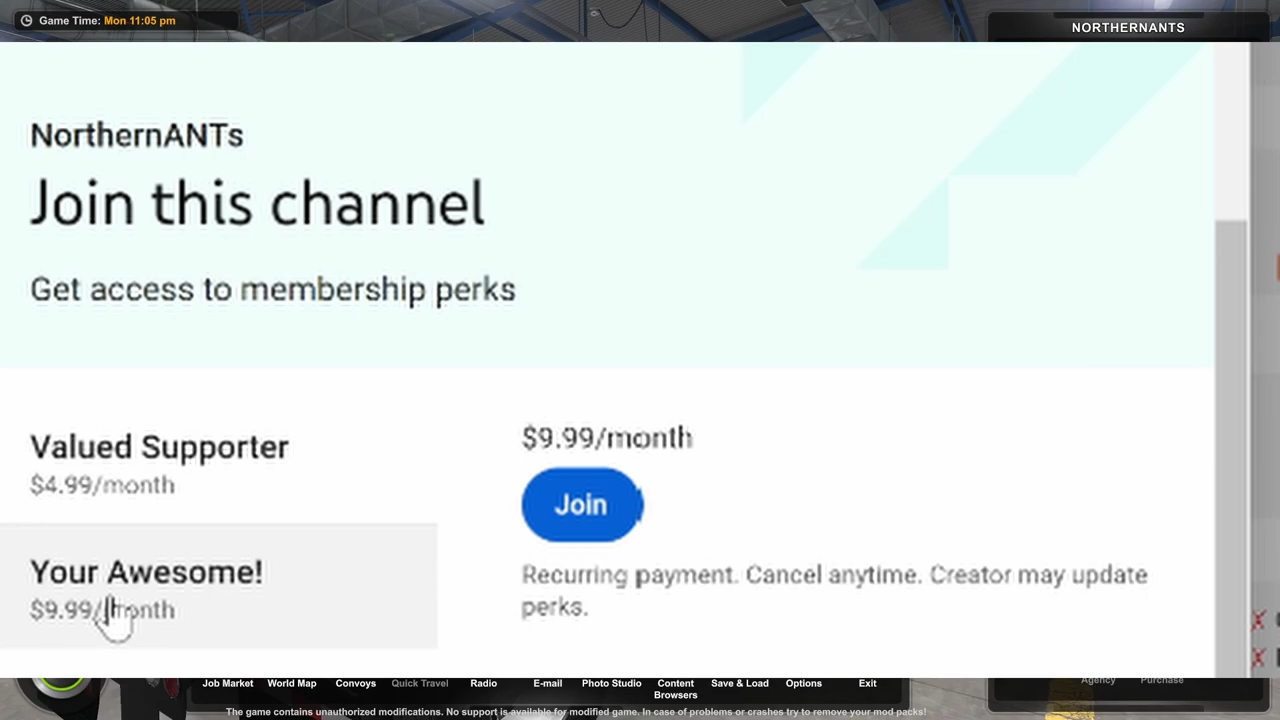 Game Time: Mon 11:05 pm
NORTHERNANTS
NorthernANTs
Join this channel
Get access to membership perks
Valued Supporter
$4.99/month
Your Awesome!
$9.99/month
$9.99/month
Join
Recurring payment. Cancel anytime. Creator may update
perks.
Job Market World Map Convoys Quick Travel Radio E-mail Photo Studio Content Browsers Save & Load Options Exit
Agency Purchase
The game contains unauthorized modifications. No support is available for modified game. In case of problems or crashes try to remove your mod packs!